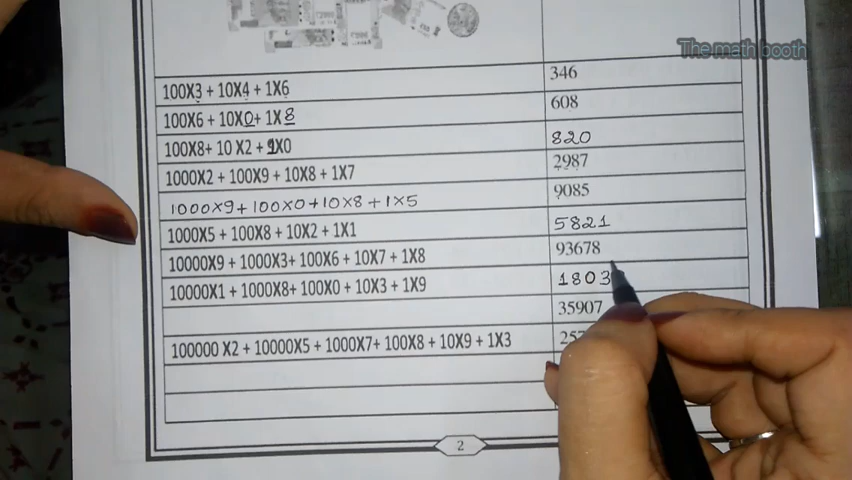 The math booth
100X3 + 10X4 + 1X6 346
100X6 + 10X0+ 1X8 608
100X8+ 10 X2 + 1X0 820
1000X2 + 100X9 + 10X8 + 1X7 2987
1000X9+100X0+10X8+1X5 9085
1000X5 + 100X8 + 10X2 + 1X1 5821
10000X9 + 1000X3+ 100X6 + 10X7 + 1X8 93678
10000X1 + 1000X8+ 100X0 + 10X3 + 1X9 1803
35907
100000 X2 + 10000X5 + 1000X7+ 100X8 + 10X9 + 1X3
2